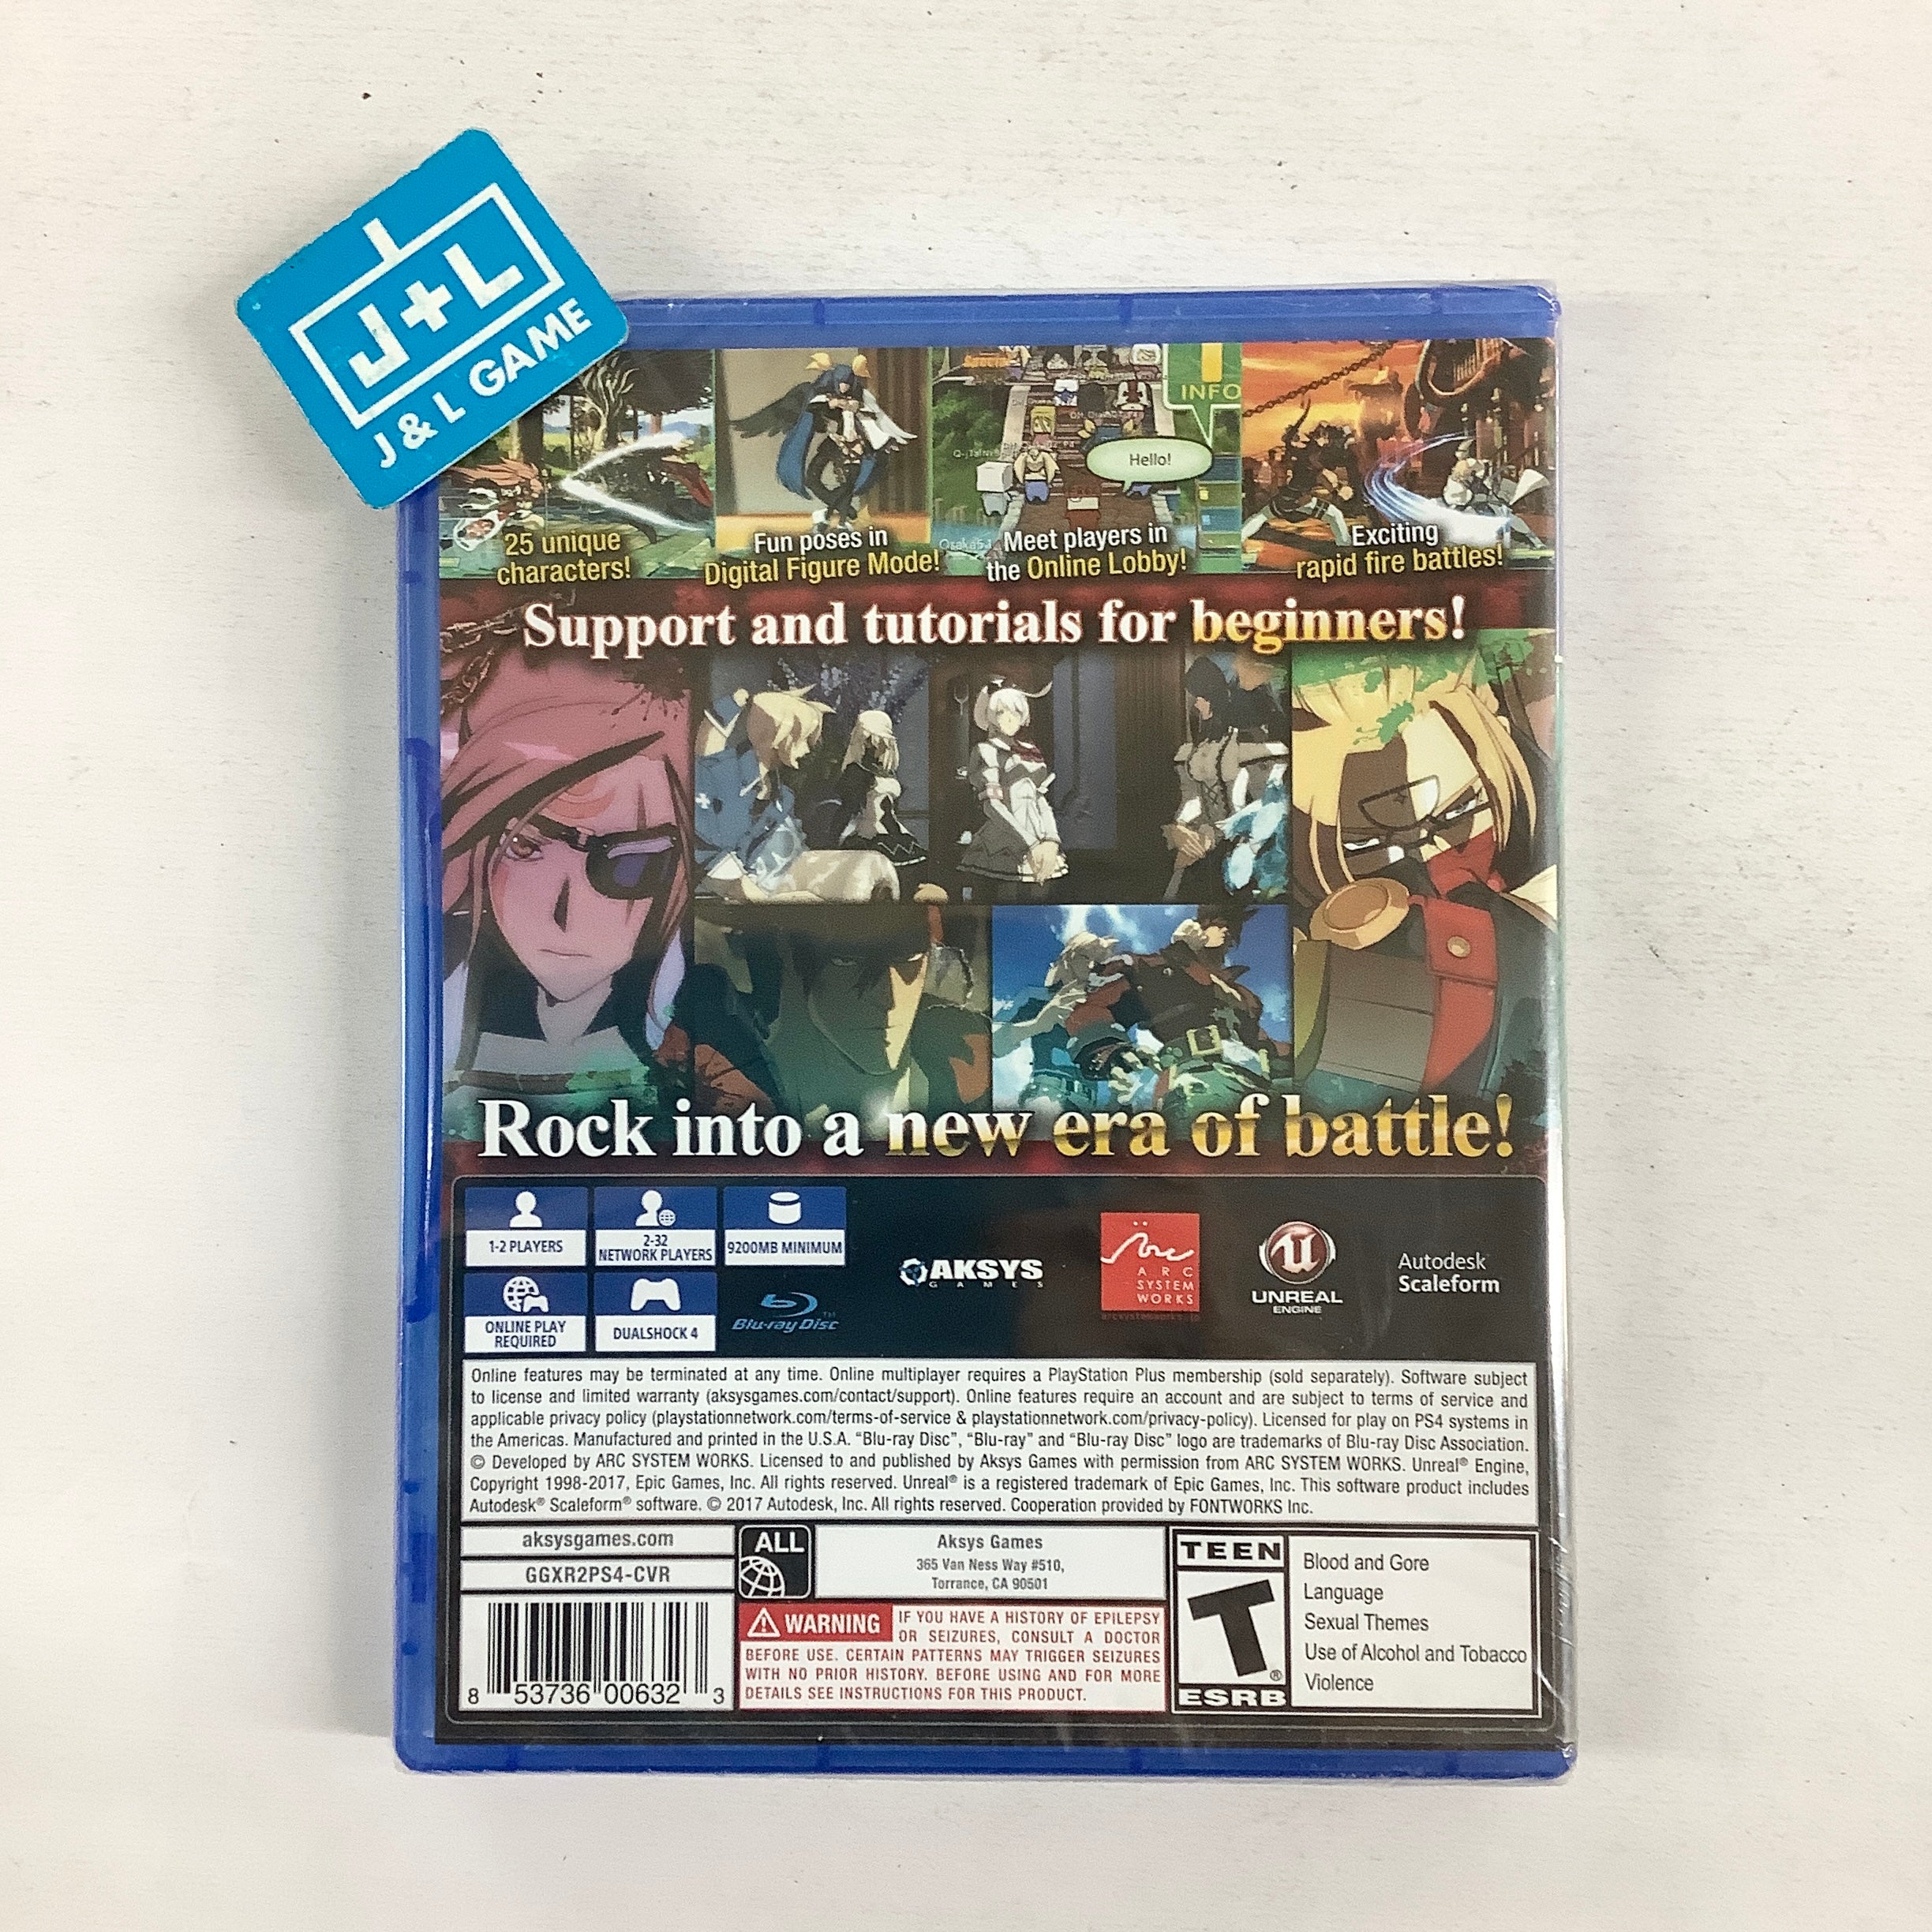 J+L
J & L GAME
INFO
Hello!
25 unique
characters!
Fun poses in
Digital Figure Mode!
Meet players in
the Online Lobby!
Exciting
rapid fire battles!
Support and tutorials for beginners!
Rock into a new era of battle!
1-2 PLAYERS
2-32
NETWORK PLAYERS
9200MB MINIMUM
ONLINE PLAY
REQUIRED
DUALSHOCK 4
Blu-ray Disc™
AKSYS
GAMES
Arc
ARC
SYSTEM
WORKS
UNREAL
ENGINE
Autodesk
Scaleform
Online features may be terminated at any time. Online multiplayer requires a PlayStation Plus membership (sold separately). Software subject
to license and limited warranty (aksysgames.com/contact/support). Online features require an account and are subject to terms of service and
applicable privacy policy (playstationnetwork.com/terms-of-service & playstationnetwork.com/privacy-policy). Licensed for play on PS4 systems in
the Americas. Manufactured and printed in the U.S.A. “Blu-ray Disc”, “Blu-ray” and “Blu-ray Disc” logo are trademarks of Blu-ray Disc Association.
© Developed by ARC SYSTEM WORKS. Licensed to and published by Aksys Games with permission from ARC SYSTEM WORKS. Unreal® Engine,
Copyright 1998-2017, Epic Games, Inc. All rights reserved. Unreal® is a registered trademark of Epic Games, Inc. This software product includes
Autodesk® Scaleform® software. © 2017 Autodesk, Inc. All rights reserved. Cooperation provided by FONTWORKS Inc.
aksysgames.com
GGXR2PS4-CVR
8 53736 00632 3
ALL
Aksys Games
365 Van Ness Way #510,
Torrance, CA 90501
WARNING IF YOU HAVE A HISTORY OF EPILEPSY
OR SEIZURES, CONSULT A DOCTOR
BEFORE USE. CERTAIN PATTERNS MAY TRIGGER SEIZURES
WITH NO PRIOR HISTORY. BEFORE USING AND FOR MORE
DETAILS SEE INSTRUCTIONS FOR THIS PRODUCT.
TEEN
T®
ESRB
Blood and Gore
Language
Sexual Themes
Use of Alcohol and Tobacco
Violence